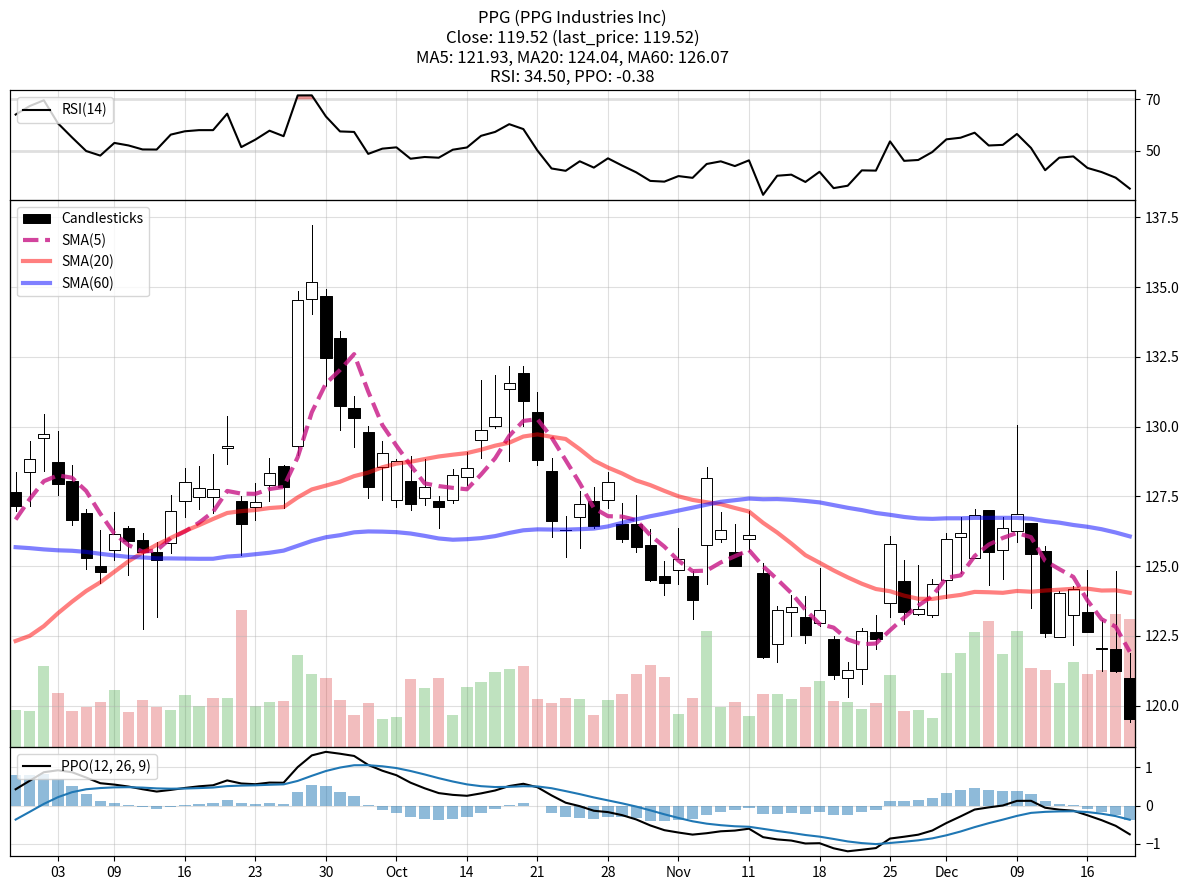 PPG (PPG Industries Inc)
Close: 119.52 (last_price: 119.52)
MA5: 121.93, MA20: 124.04, MA60: 126.07
RSI: 34.50, PPO: -0.38
RSI(14)
70
50
Candlesticks
SMA(5)
SMA(20)
SMA(60)
137.5
135.0
132.5
130.0
127.5
125.0
122.5
120.0
PPO(12, 26, 9)
1
0
−1
03 09 16 23 30 Oct 14 21 28 Nov 11 18 25 Dec 09 16